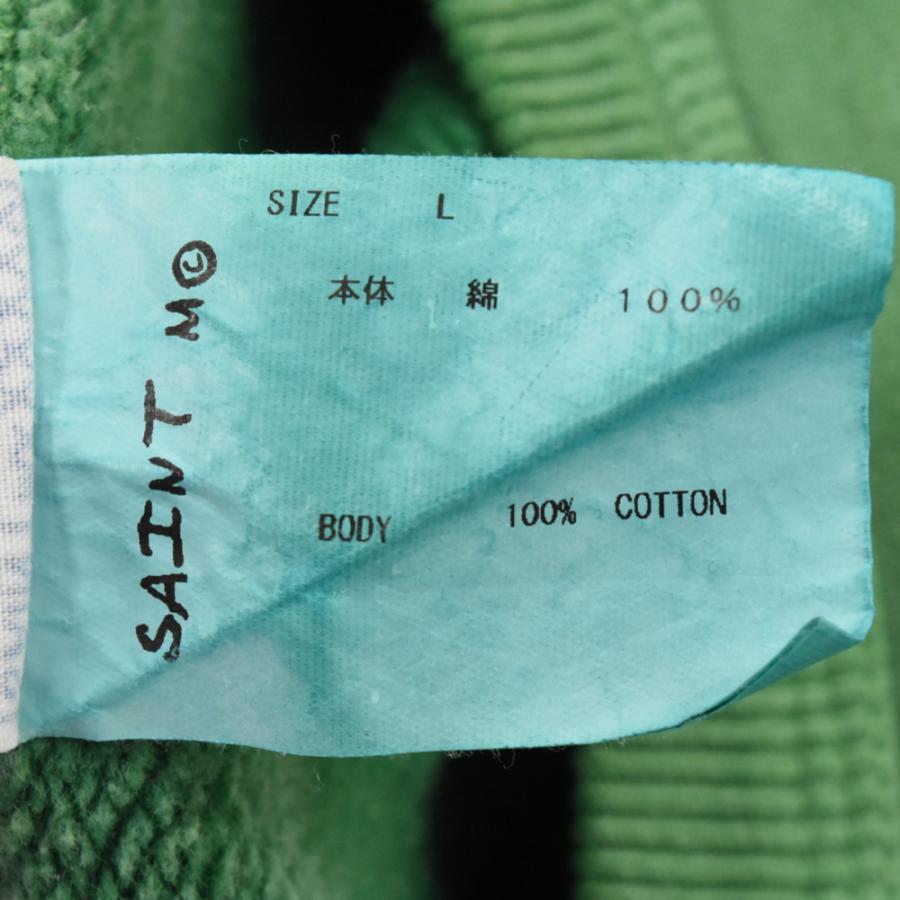 SIZE L
本体 綿 100%
BODY 100% COTTON
SAINT M©